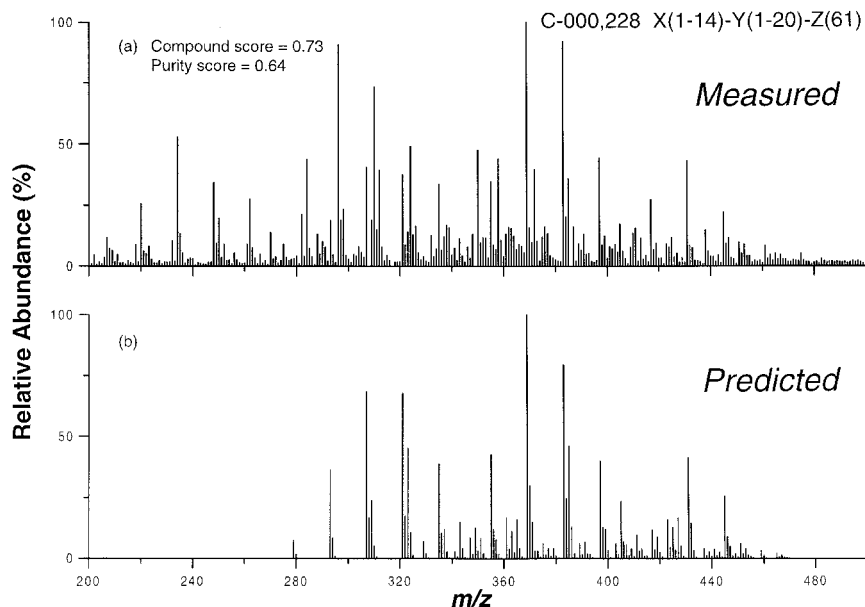 C-000,228 X(1-14)-Y(1-20)-Z(61)
100
(a) Compound score = 0.73
Purity score = 0.64
Measured
50
0
Relative Abundance (%)
100
(b)
Predicted
50
0
200 240 280 320 360 400 440 480
m/z